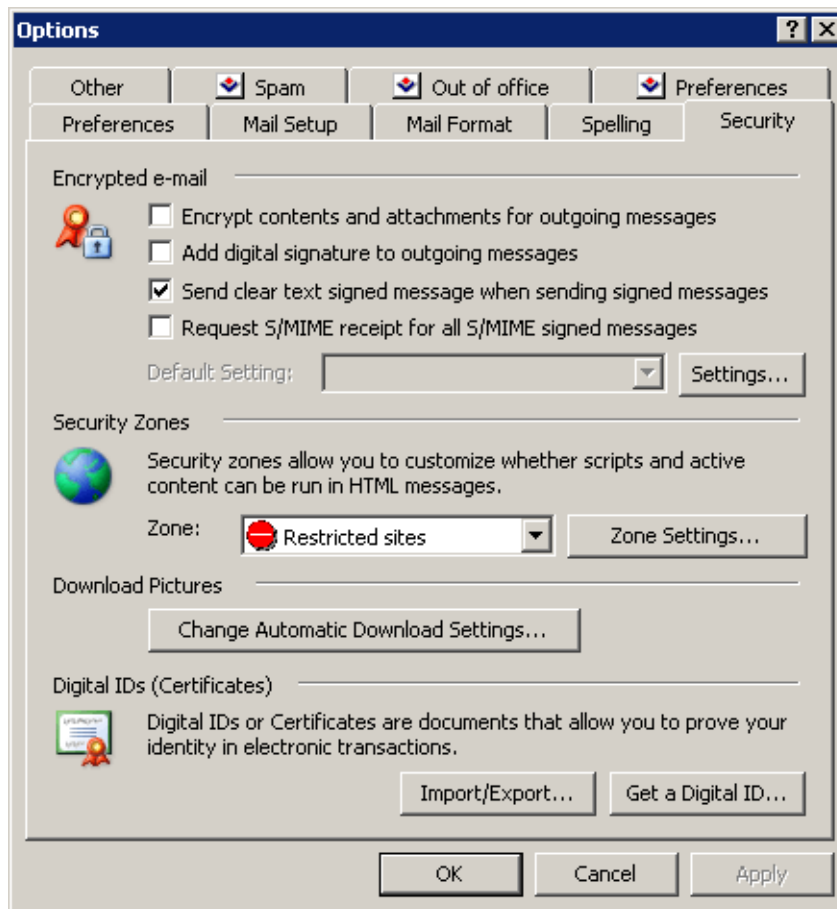 Options
Other Spam Out of office Preferences
Preferences Mail Setup Mail Format Spelling Security
Encrypted e-mail
Encrypt contents and attachments for outgoing messages
Add digital signature to outgoing messages
Send clear text signed message when sending signed messages
Request S/MIME receipt for all S/MIME signed messages
Default Setting: Settings...
Security Zones
Security zones allow you to customize whether scripts and active
content can be run in HTML messages.
Zone: Restricted sites Zone Settings...
Download Pictures
Change Automatic Download Settings...
Digital IDs (Certificates)
Digital IDs or Certificates are documents that allow you to prove your
identity in electronic transactions.
Import/Export... Get a Digital ID...
OK Cancel Apply